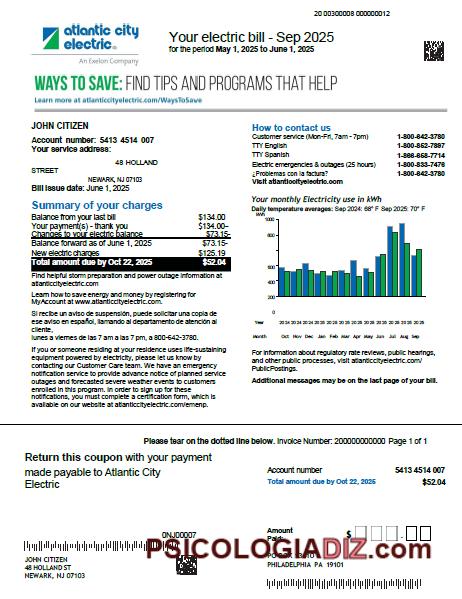 20 00300008 000000012
atlantic city
electric®
An Exelon Company
Your electric bill - Sep 2025
for the period May 1, 2025 to June 1, 2025
WAYS TO SAVE: FIND TIPS AND PROGRAMS THAT HELP
Learn more at atlanticcityelectric.com/WaysToSave
JOHN CITIZEN
Account number: 5413 4514 007
Your service address:
48 HOLLAND
STREET
NEWARK, NJ 07103
Bill issue date: June 1, 2025
Summary of your charges
Balance from your last bill $134.00
Your payment(s) - thank you $134.00-
Changes to your electric balance $73.15-
Balance forward as of June 1, 2025 $73.15-
New electric charges $125.19
Total amount due by Oct 22, 2025 $52.04
Find helpful storm preparation and power outage information at
atlanticcityelectric.com.
Learn how to save energy and money by registering for
MyAccount at www.atlanticcityelectric.com.
Si recibe un aviso de suspención, puede solicitar una copia de
ese aviso en español, llamando al departamento de atención al
cliente,
lunes a viernes de las 7 am a las 7 pm, a 800-642-3780.
If you or someone residing at your residence uses life-sustaining
equipment powered by electricity, please let us know by
contacting our Customer Care team. We have an emergency
notification service to provide advance notice of planned service
outages and forecasted severe weather events to customers
enrolled in this program. In order to sign up for these
notifications, you must complete a certification form, which is
available on our website at atlanticcityelectric.com/emenp.
How to contact us
Customer service (Mon-Fri, 7am - 7pm) 1-800-642-3780
TTY English 1-800-852-7897
TTY Spanish 1-866-658-7714
Electric emergencies & outages (25 hours) 1-800-833-7476
¿Problemas con la factura? 1-800-642-3780
Visit atlanticcityelectric.com
Your monthly Electricity use in kWh
Daily temperature averages: Sep 2024: 68° F Sep 2025: 70° F
kWh
1000
800
600
400
200
0
Year
Month Oct Nov Dec Jan Feb Mar Apr May Jun Jul Aug Sep
For information about regulatory rate reviews, public hearings,
and other processes, visit atlanticcityelectric.com/
PublicPostings.
Additional messages may be on the last page of your bill.
Please tear on the dotted line below. Invoice Number: 200000000000 Page 1 of 1
Return this coupon with your payment
made payable to Atlantic City
Electric
Account number 5413 4514 007
Total amount due by Oct 22, 2025 $52.04
0NJ00007
Amount
Paid:
$
JOHN CITIZEN
48 HOLLAND ST
NEWARK, NJ 07103
PHILADELPHIA PA 19101
PSICOLOGIADIZ.com